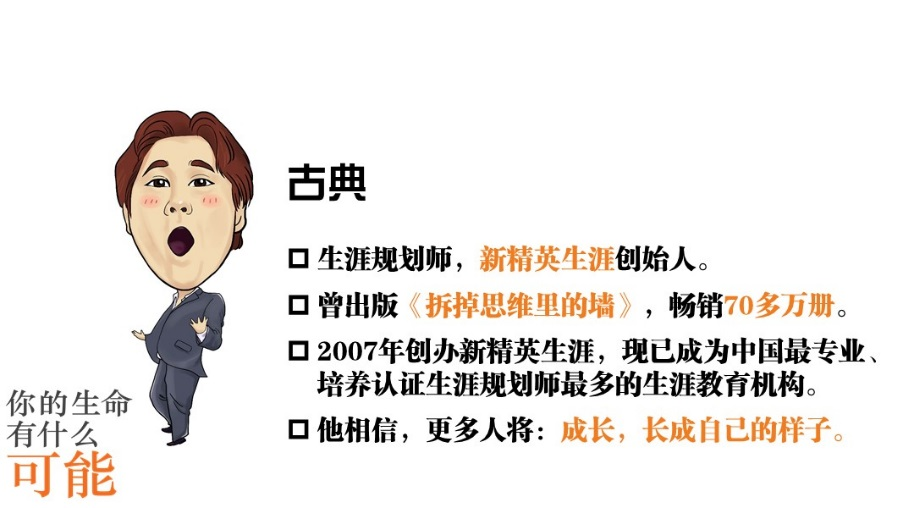 古典
生涯规划师，新精英生涯创始人。
曾出版《拆掉思维里的墙》，畅销70多万册。
2007年创办新精英生涯，现已成为中国最专业、
培养认证生涯规划师最多的生涯教育机构。
他相信，更多人将：成长，长成自己的样子。
你的生命
有什么
可能